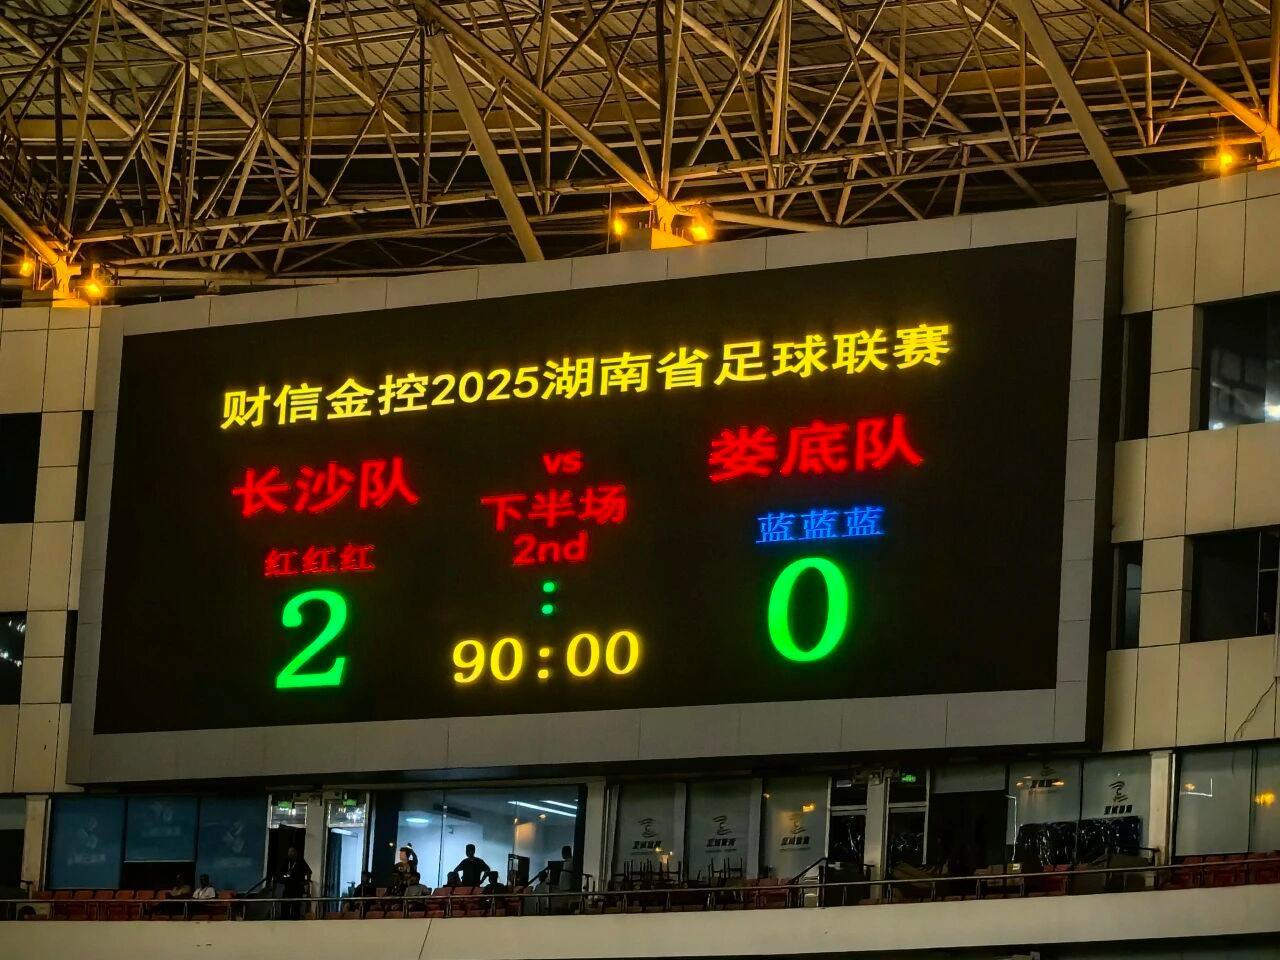 财信金控2025湖南省足球联赛
长沙队 vs 娄底队
下半场
红红红 2nd 蓝蓝蓝
2 : 0
90:00